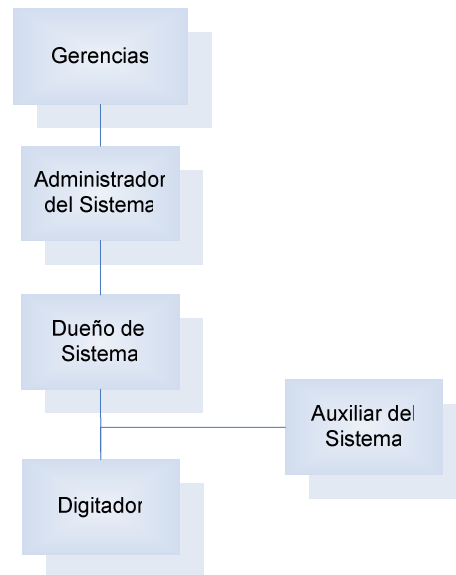 Gerencias
Administrador
del Sistema
Dueño de
Sistema
Auxiliar del
Sistema
Digitador